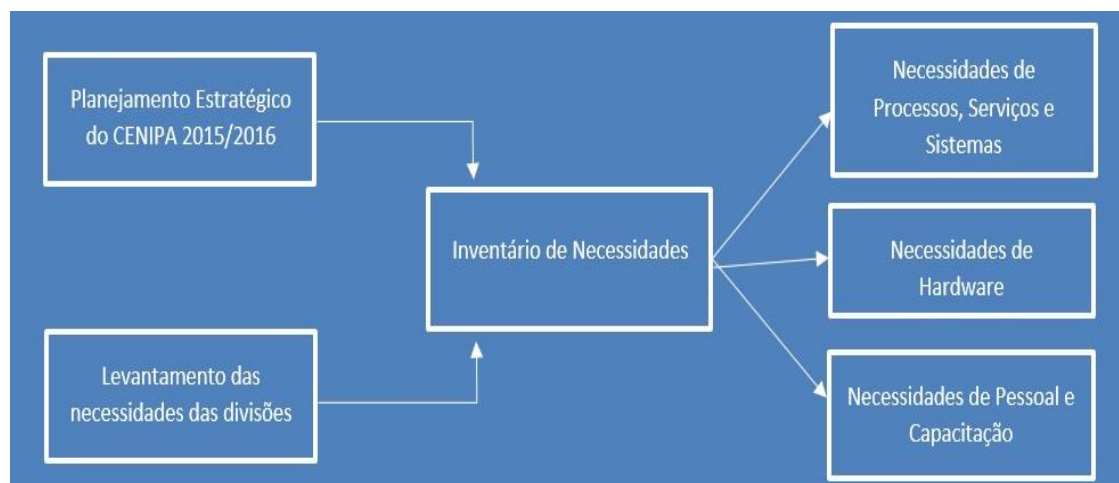 Planejamento Estratégico
do CENIPA 2015/2016
Levantamento das
necessidades das divisões
Inventário de Necessidades
Necessidades de
Processos, Serviços e
Sistemas
Necessidades de
Hardware
Necessidades de Pessoal e
Capacitação